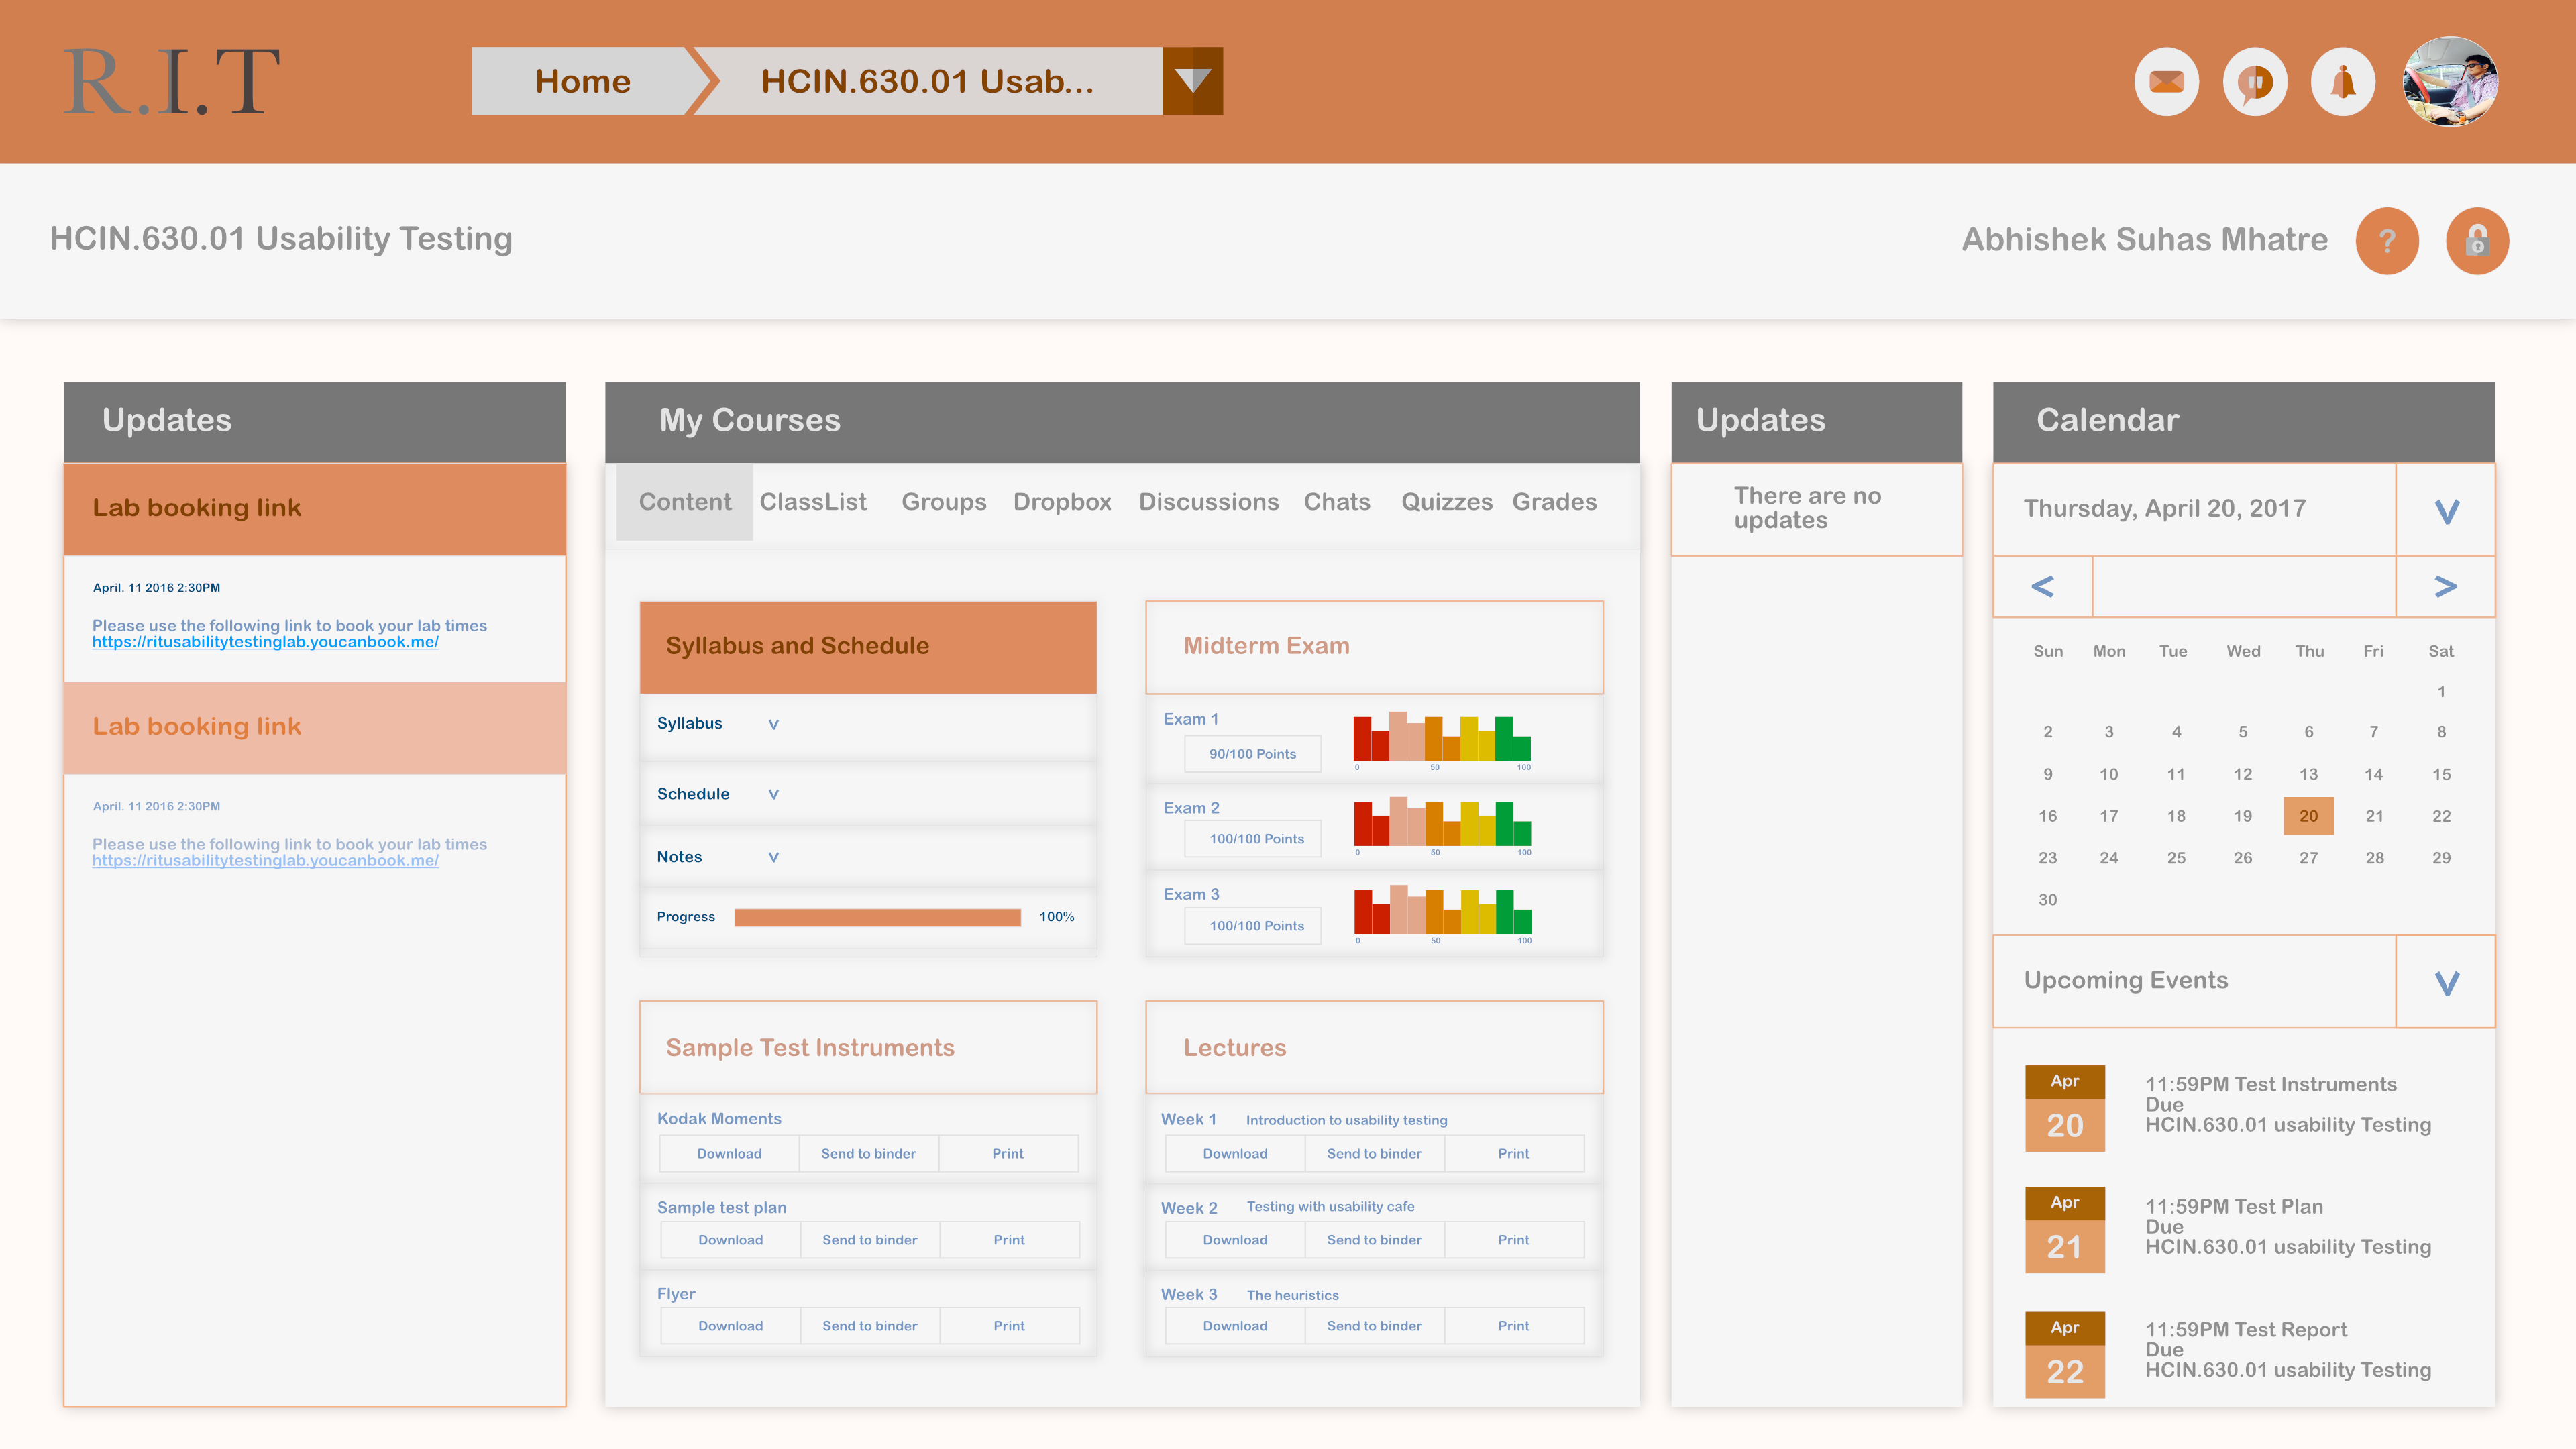 R.I.T
Home
HCIN.630.01 Usab...
HCIN.630.01 Usability Testing
Abhishek Suhas Mhatre
?
Updates
Lab booking link
April. 11 2016 2:30PM
Please use the following link to book your lab times
https://ritusabilitytestinglab.youcanbook.me/
Lab booking link
April. 11 2016 2:30PM
Please use the following link to book your lab times
https://ritusabilitytestinglab.youcanbook.me/
My Courses
Content ClassList Groups Dropbox Discussions Chats Quizzes Grades
Syllabus and Schedule
Syllabus
Schedule
Notes
Progress 100%
Midterm Exam
Exam 1
90/100 Points
0 50 100
Exam 2
100/100 Points
0 50 100
Exam 3
100/100 Points
0 50 100
Sample Test Instruments
Kodak Moments
Download Send to binder Print
Sample test plan
Download Send to binder Print
Flyer
Download Send to binder Print
Lectures
Week 1 Introduction to usability testing
Download Send to binder Print
Week 2 Testing with usability cafe
Download Send to binder Print
Week 3 The heuristics
Download Send to binder Print
Updates
There are no
updates
Calendar
Thursday, April 20, 2017
< >
Sun Mon Tue Wed Thu Fri Sat
1
2 3 4 5 6 7 8
9 10 11 12 13 14 15
16 17 18 19 20 21 22
23 24 25 26 27 28 29
30
Upcoming Events
Apr
20
11:59PM Test Instruments
Due
HCIN.630.01 usability Testing
Apr
21
11:59PM Test Plan
Due
HCIN.630.01 usability Testing
Apr
22
11:59PM Test Report
Due
HCIN.630.01 usability Testing